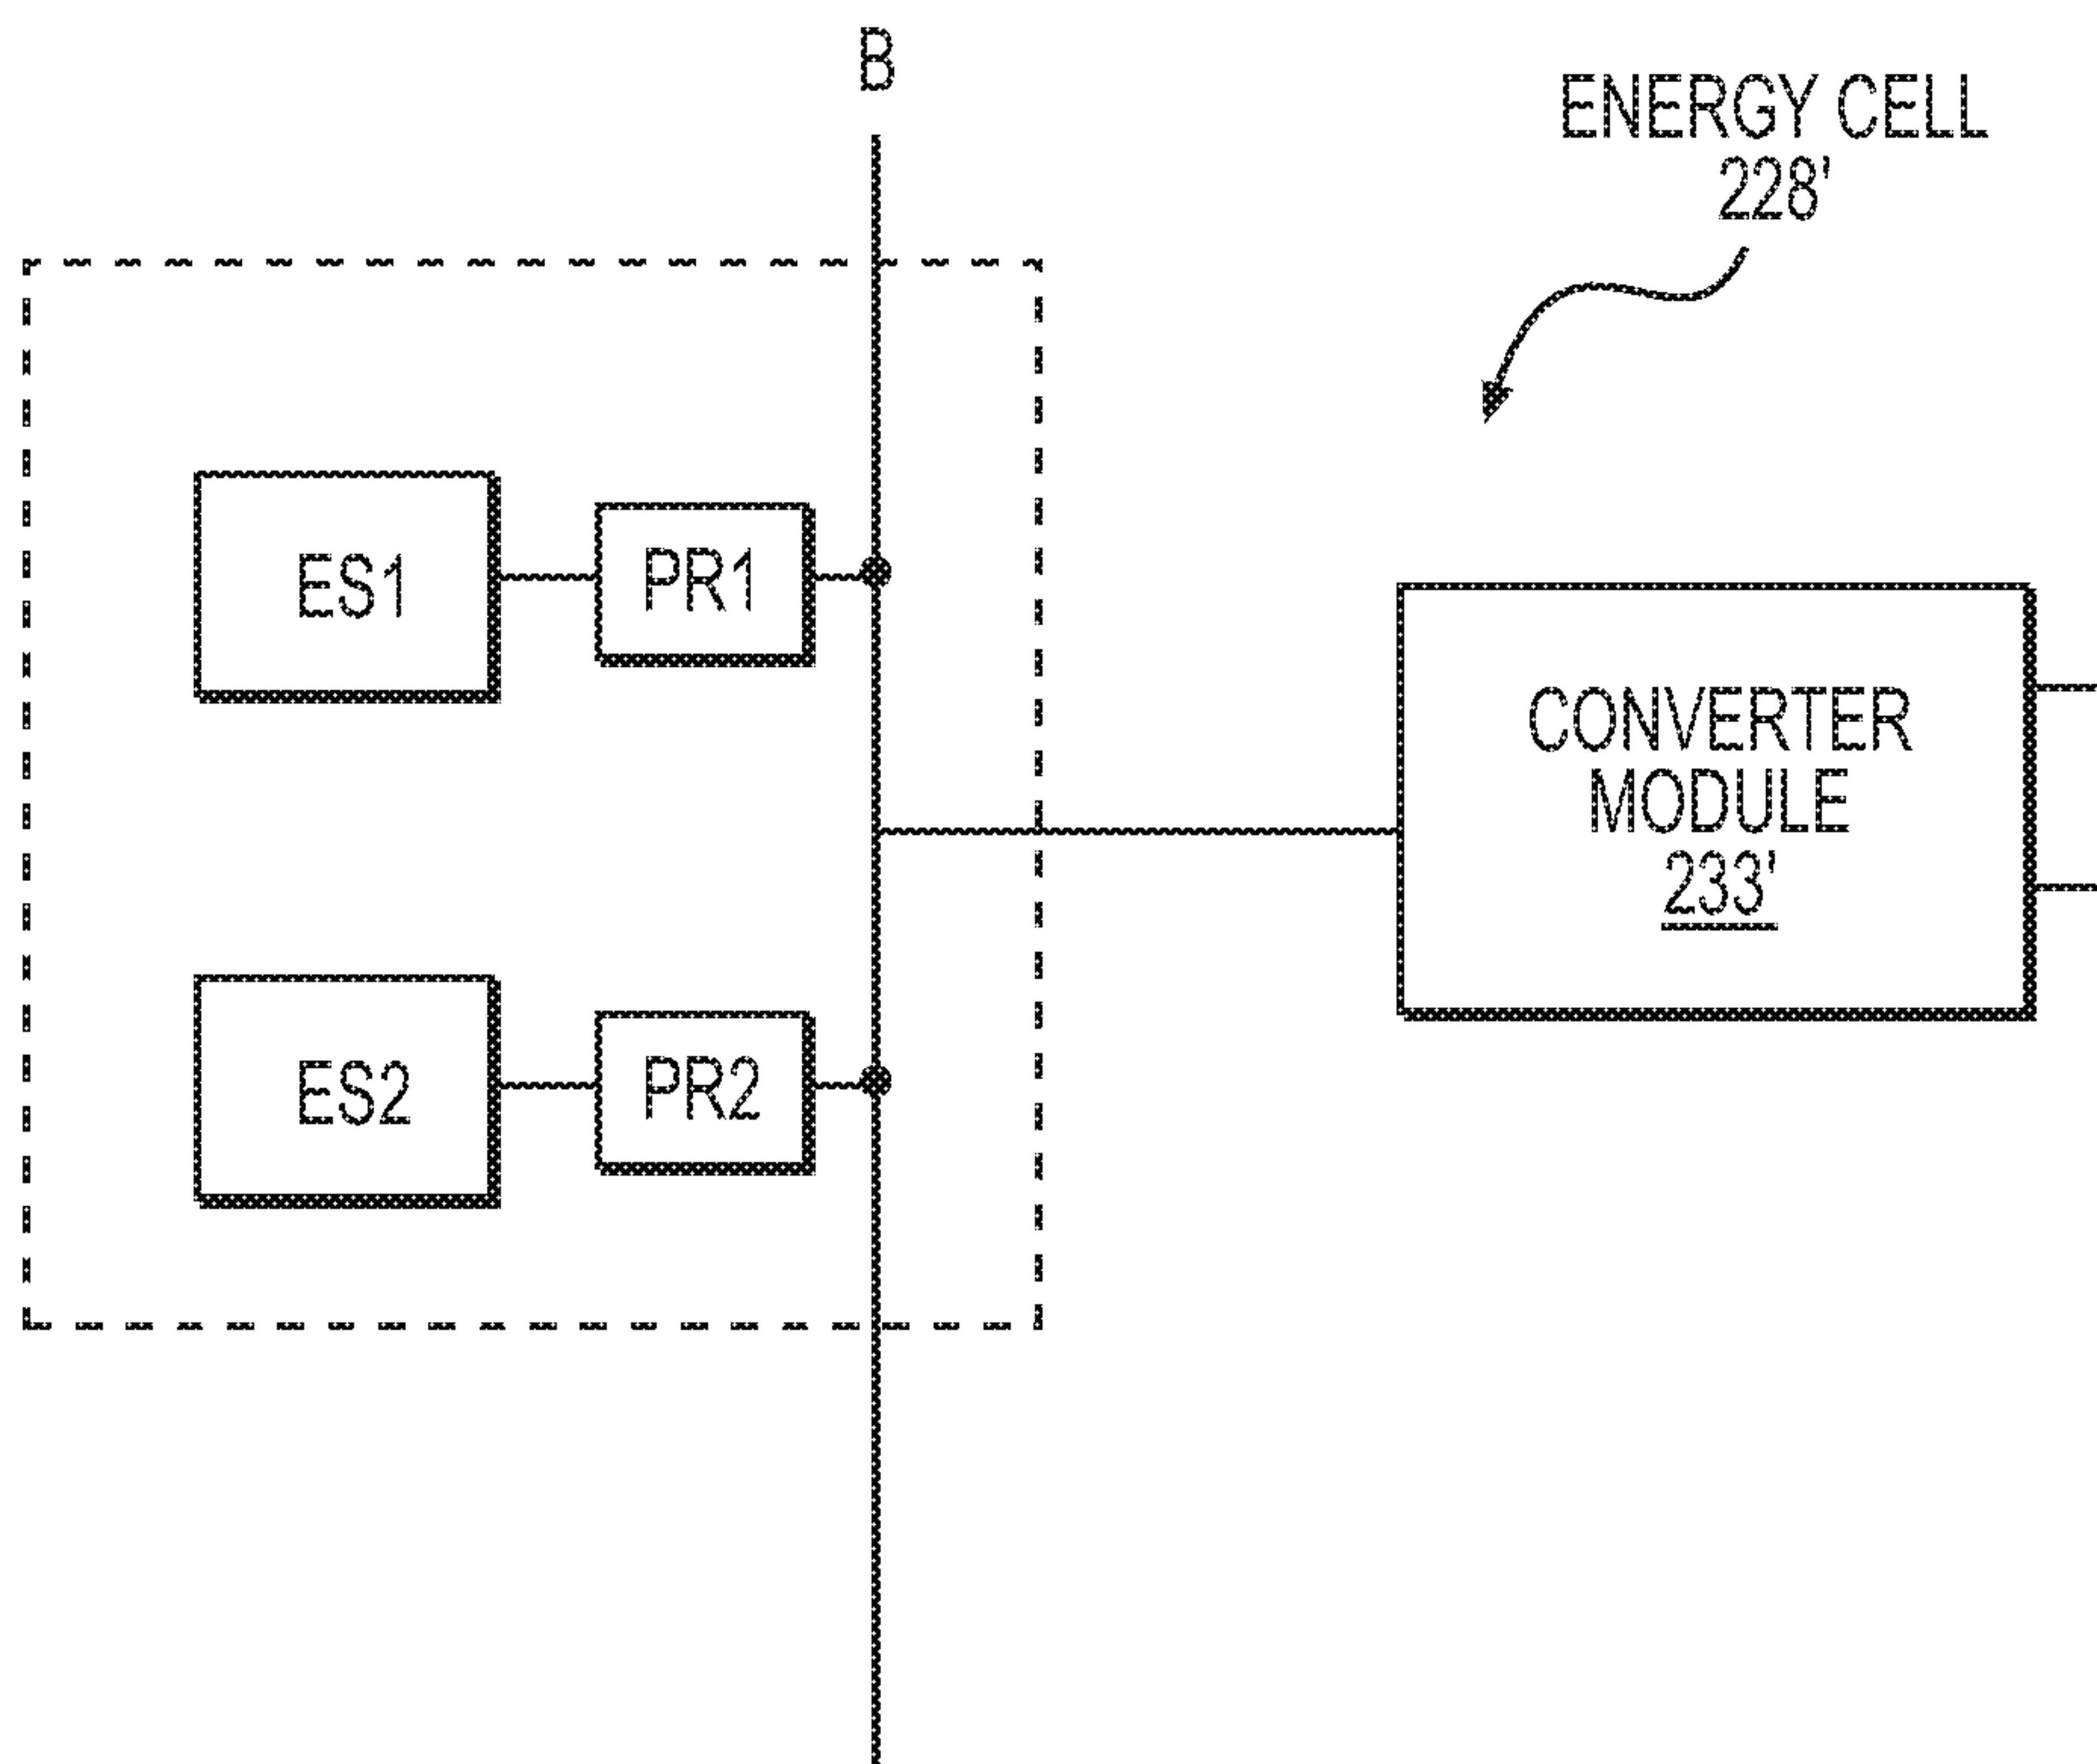 B
ENERGY CELL
228'
ES1
PR1
CONVERTER
MODULE
233'
ES2
PR2